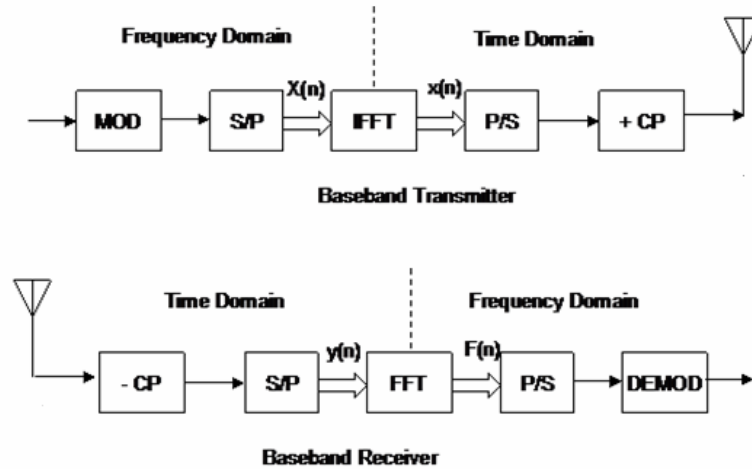 Frequency Domain Time Domain
X(n) x(n)
MOD S/P IFFT P/S + CP
Baseband Transmitter
Time Domain Frequency Domain
y(n) F(n)
- CP S/P FFT P/S DEMOD
Baseband Receiver